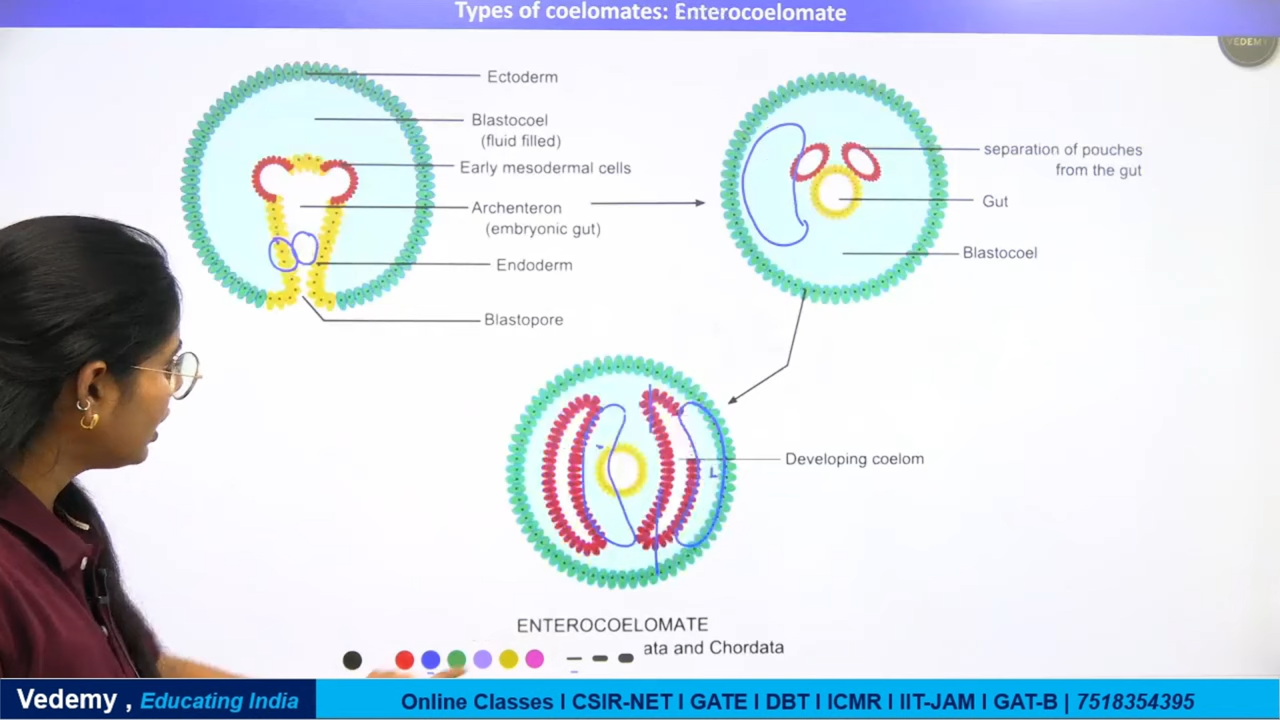 Types of coelomates: Enterocoelomate
VEDEMY
Ectoderm
Blastocoel
(fluid filled)
Early mesodermal cells
Archenteron
(embryonic gut)
Endoderm
Blastopore
separation of pouches
from the gut
Gut
Blastocoel
Developing coelom
ENTEROCOELOMATE
ata and Chordata
Vedemy , Educating India
Online Classes I CSIR-NET I GATE I DBT I ICMR I IIT-JAM I GAT-B | 7518354395